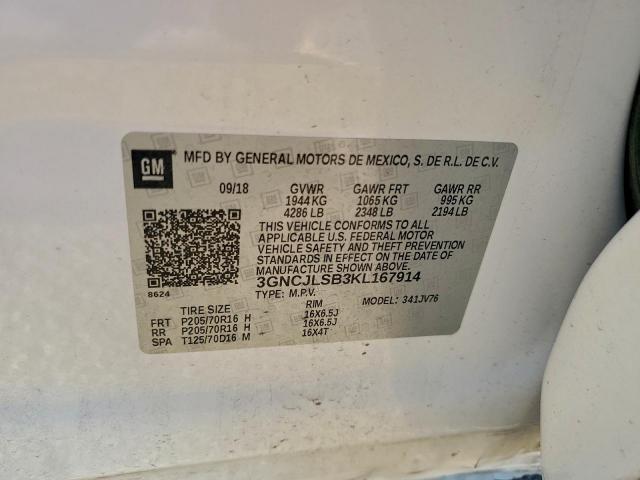 GM
MFD BY GENERAL MOTORS DE MEXICO, S. DE R.L. DE C.V.
09/18 GVWR GAWR FRT GAWR RR
1944 KG 1065 KG 995 KG
4286 LB 2348 LB 2194 LB
THIS VEHICLE CONFORMS TO ALL
APPLICABLE U.S. FEDERAL MOTOR
VEHICLE SAFETY AND THEFT PREVENTION
STANDARDS IN EFFECT ON THE DATE OF
MANUFACTURE SHOWN ABOVE.
8624 3GNCJLSB3KL167914
TYPE: M.P.V. MODEL: 341JV76
TIRE SIZE RIM
FRT P205/70R16 H 16X6.5J
RR P205/70R16 H 16X6.5J
SPA T125/70D16 M 16X4T